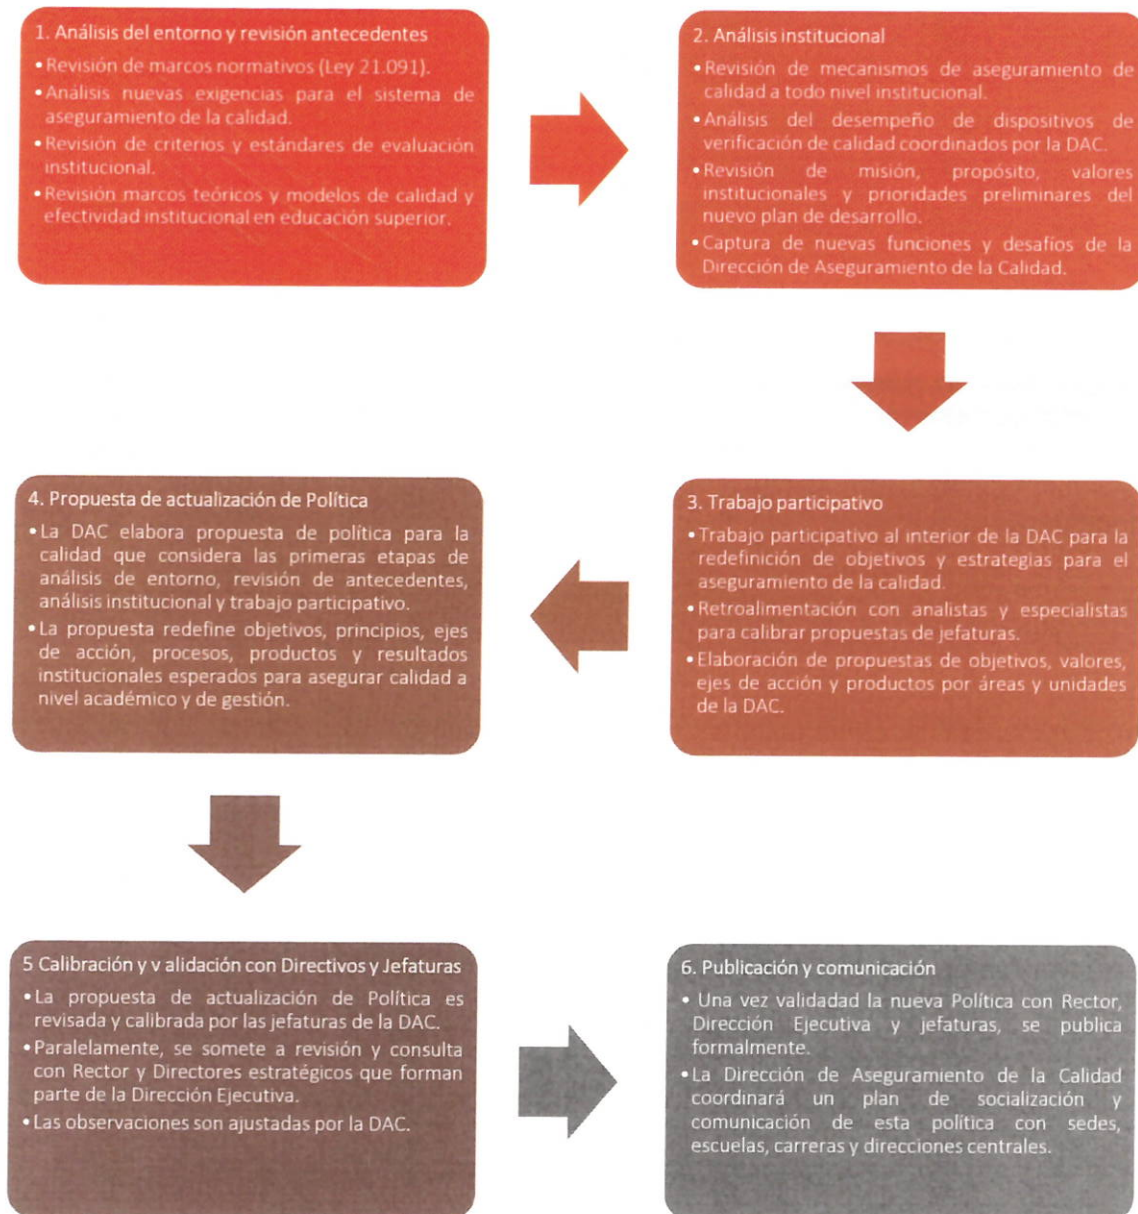 1. Análisis del entorno y revisión antecedentes
• Revisión de marcos normativos (Ley 21.091).
• Análisis nuevas exigencias para el sistema de
aseguramiento de la calidad.
• Revisión de criterios y estándares de evaluación
institucional.
• Revisión marcos teóricos y modelos de calidad y
efectividad institucional en educación superior.
2. Análisis institucional
• Revisión de mecanismos de aseguramiento de
calidad a todo nivel institucional.
• Análisis del desempeño de dispositivos de
verificación de calidad coordinados por la DAC.
• Revisión de misión, propósito, valores
institucionales y prioridades preliminares del
nuevo plan de desarrollo.
• Captura de nuevas funciones y desafíos de la
Dirección de Aseguramiento de la Calidad.
3. Trabajo participativo
• Trabajo participativo al interior de la DAC para la
redefinición de objetivos y estrategias para el
aseguramiento de la calidad.
• Retroalimentación con analistas y especialistas
para calibrar propuestas de jefaturas.
• Elaboración de propuestas de objetivos, valores,
ejes de acción y productos por áreas y unidades
de la DAC.
4. Propuesta de actualización de Política
• La DAC elabora propuesta de política para la
calidad que considera las primeras etapas de
análisis de entorno, revisión de antecedentes,
análisis institucional y trabajo participativo.
• La propuesta redefine objetivos, principios, ejes
de acción, procesos, productos y resultados
institucionales esperados para asegurar calidad a
nivel académico y de gestión.
5 Calibración y v alidación con Directivos y Jefaturas
• La propuesta de actualización de Política es
revisada y calibrada por las jefaturas de la DAC.
• Paralelamente, se somete a revisión y consulta
con Rector y Directores estratégicos que forman
parte de la Dirección Ejecutiva.
• Las observaciones son ajustadas por la DAC.
6. Publicación y comunicación
• Una vez validadad la nueva Política con Rector,
Dirección Ejecutiva y jefaturas, se publica
formalmente.
• La Dirección de Aseguramiento de la Calidad
coordinará un plan de socialización y
comunicación de esta política con sedes,
escuelas, carreras y direcciones centrales.